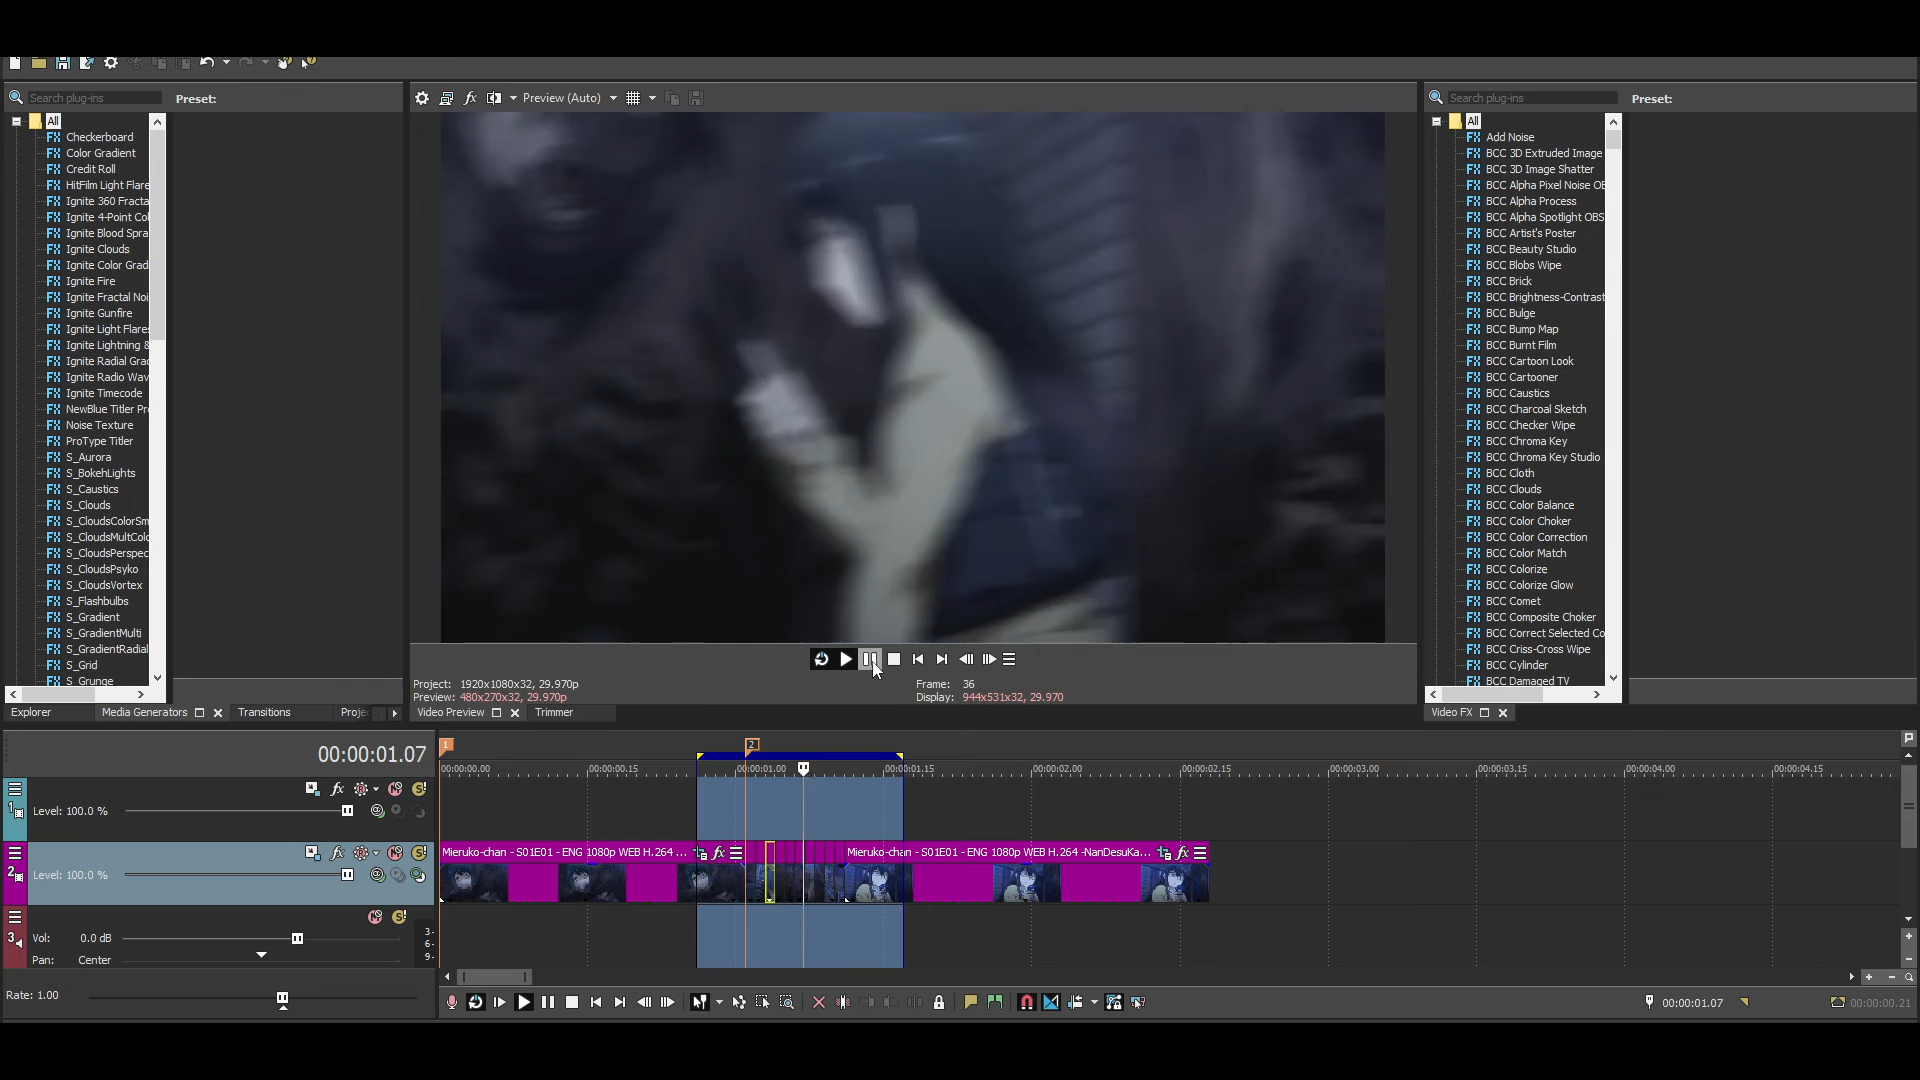 Search plug-ins
Preset:
All
Checkerboard
Color Gradient
Credit Roll
HitFilm Light Flare
Ignite 360 Fracta
Ignite 4-Point Col
Ignite Blood Spra
Ignite Clouds
Ignite Color Grad
Ignite Fire
Ignite Fractal Noi
Ignite Gunfire
Ignite Light Flares
Ignite Lightning &
Ignite Radial Grad
Ignite Radio Wav
Ignite Timecode
NewBlue Titler Pr
Noise Texture
ProType Titler
S_Aurora
S_BokehLights
S_Caustics
S_Clouds
S_CloudsColorSm
S_CloudsMultColo
S_CloudsPerspec
S_CloudsPsyko
S_CloudsVortex
S_Flashbulbs
S_Gradient
S_GradientMulti
S_GradientRadial
S_Grid
S_Grunge
Explorer
Media Generators
Transitions
Proje
Preview (Auto)
Project: 1920x1080x32, 29.970p
Frame: 36
Preview: 480x270x32, 29.970p
Display: 944x531x32, 29.970
Video Preview
Trimmer
Search plug-ins
Preset:
All
Add Noise
BCC 3D Extruded Image
BCC 3D Image Shatter
BCC Alpha Pixel Noise OB
BCC Alpha Process
BCC Alpha Spotlight OBS
BCC Artist's Poster
BCC Beauty Studio
BCC Blobs Wipe
BCC Brick
BCC Brightness-Contrast
BCC Bulge
BCC Bump Map
BCC Burnt Film
BCC Cartoon Look
BCC Cartooner
BCC Caustics
BCC Charcoal Sketch
BCC Checker Wipe
BCC Chroma Key
BCC Chroma Key Studio
BCC Cloth
BCC Clouds
BCC Color Balance
BCC Color Choker
BCC Color Correction
BCC Color Match
BCC Colorize
BCC Colorize Glow
BCC Comet
BCC Composite Choker
BCC Correct Selected Co
BCC Criss-Cross Wipe
BCC Cylinder
BCC Damaged TV
Video FX
00:00:01.07
1
2
00:00:00.00
00:00:00.15
00:00:01.00
00:00:01.15
00:00:02.00
00:00:02.15
00:00:03.00
00:00:03.15
00:00:04.00
00:00:04.15
1
Level: 100.0 %
2
Level: 100.0 %
Mieruko-chan - S01E01 - ENG 1080p WEB H.264 ...
Mieruko-chan - S01E01 - ENG 1080p WEB H.264 -NanDesuKa...
3
Vol: 0.0 dB
Pan: Center
3-
6-
9-
Rate: 1.00
00:00:01.07
00:00:00.21